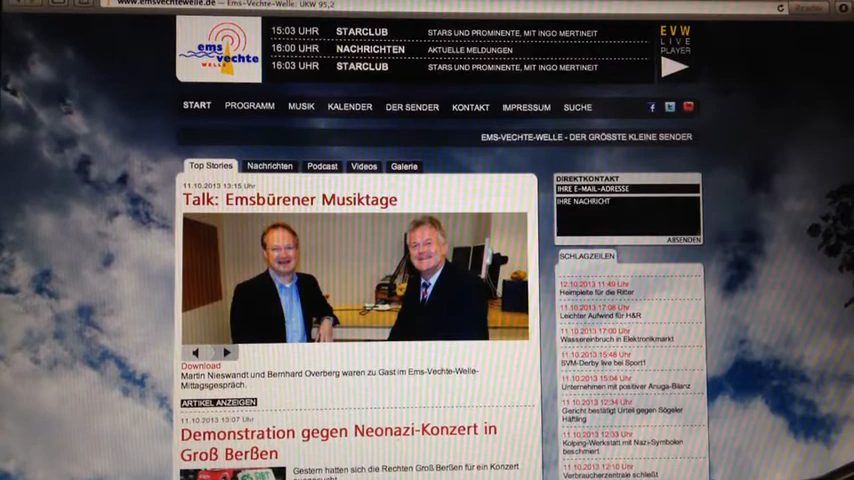 www.emsvechtewelle.de — Ems-Vechte-Welle: UKW 95,2
Reader
ems
vechte
WELLE
15:03 UHR STARCLUB STARS UND PROMINENTE, MIT INGO MERTINEIT
16:00 UHR NACHRICHTEN AKTUELLE MELDUNGEN
16:03 UHR STARCLUB STARS UND PROMINENTE, MIT INGO MERTINEIT
EVW
LIVE
PLAYER
START PROGRAMM MUSIK KALENDER DER SENDER KONTAKT IMPRESSUM SUCHE
EMS-VECHTE-WELLE - DER GRÖSSTE KLEINE SENDER
Top Stories Nachrichten Podcast Videos Galerie
11.10.2013 13:15 Uhr
Talk: Emsbürener Musiktage
Download
Martin Nieswandt und Bernhard Overberg waren zu Gast im Ems-Vechte-Welle-
Mittagsgespräch.
ARTIKEL ANZEIGEN
11.10.2013 13:07 Uhr
Demonstration gegen Neonazi-Konzert in
Groß Berßen
Gestern hatten sich die Rechten Groß Berßen für ein Konzert
ausgesucht
DIREKTKONTAKT
IHRE E-MAIL-ADRESSE
IHRE NACHRICHT
ABSENDEN
SCHLAGZEILEN
12.10.2013 11:49 Uhr
Heimpleite für die Ritter
11.10.2013 17:06 Uhr
Leichter Aufwind für H&R
11.10.2013 17:00 Uhr
Wassereinbruch in Elektronikmarkt
11.10.2013 15:48 Uhr
SVM-Derby live bei Sport1
11.10.2013 15:04 Uhr
Unternehmen mit positiver Anuga-Bilanz
11.10.2013 12:34 Uhr
Gericht bestätigt Urteil gegen Sögeler
Häftling
11.10.2013 12:33 Uhr
Kolping-Werkstatt mit Nazi-Symbolen
beschmiert
11.10.2013 12:10 Uhr
Verbraucherzentrale schließt